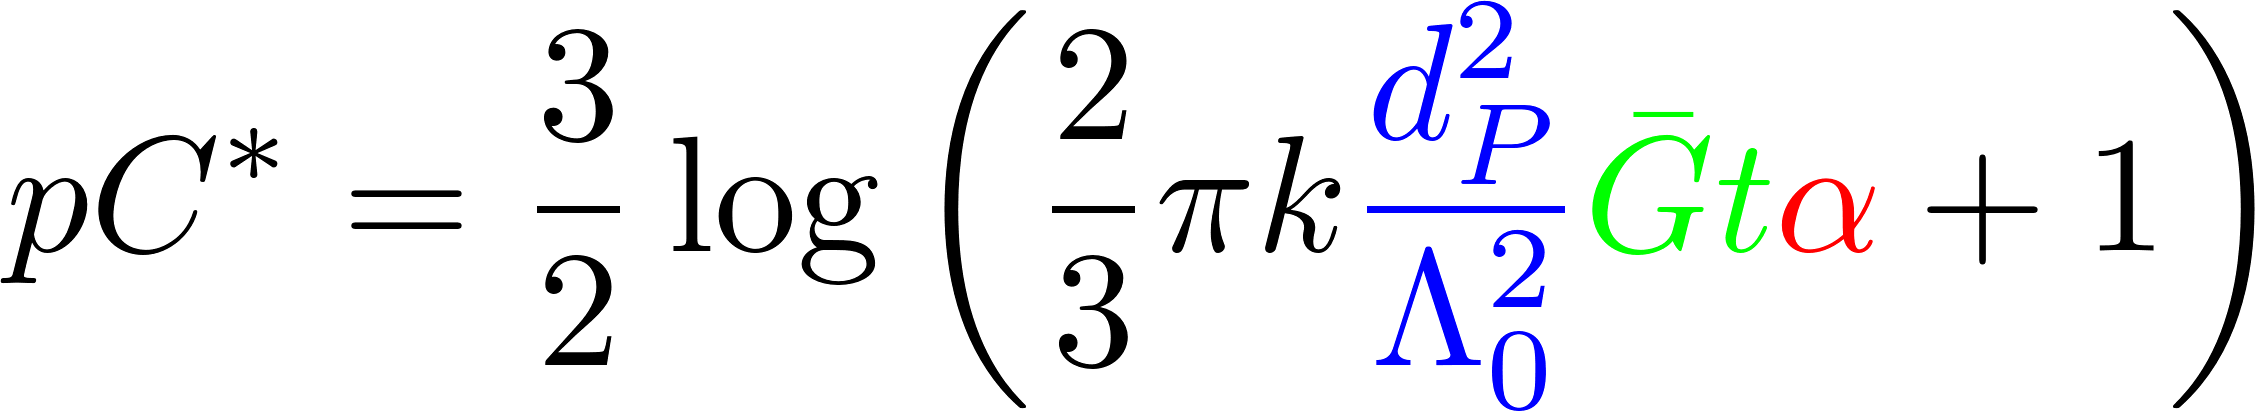 pC* = 3/2 log ( 2/3 πk d_P^2/Λ_0^2 Ḡtα + 1 )